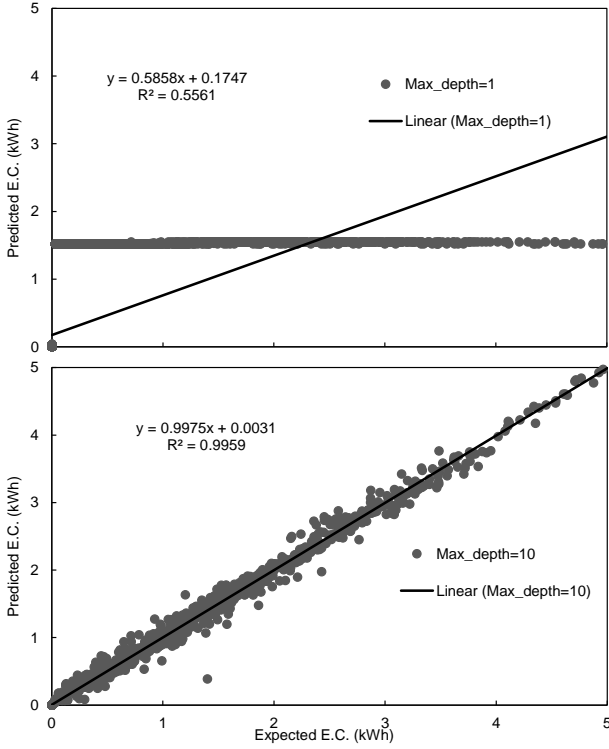 5
4
3
2
1
0
Predicted E.C. (kWh)
y = 0.5858x + 0.1747
R² = 0.5561
Max_depth=1
Linear (Max_depth=1)
5
4
3
2
1
0
Predicted E.C. (kWh)
y = 0.9975x + 0.0031
R² = 0.9959
Max_depth=10
Linear (Max_depth=10)
0 1 2 3 4 5
Expected E.C. (kWh)